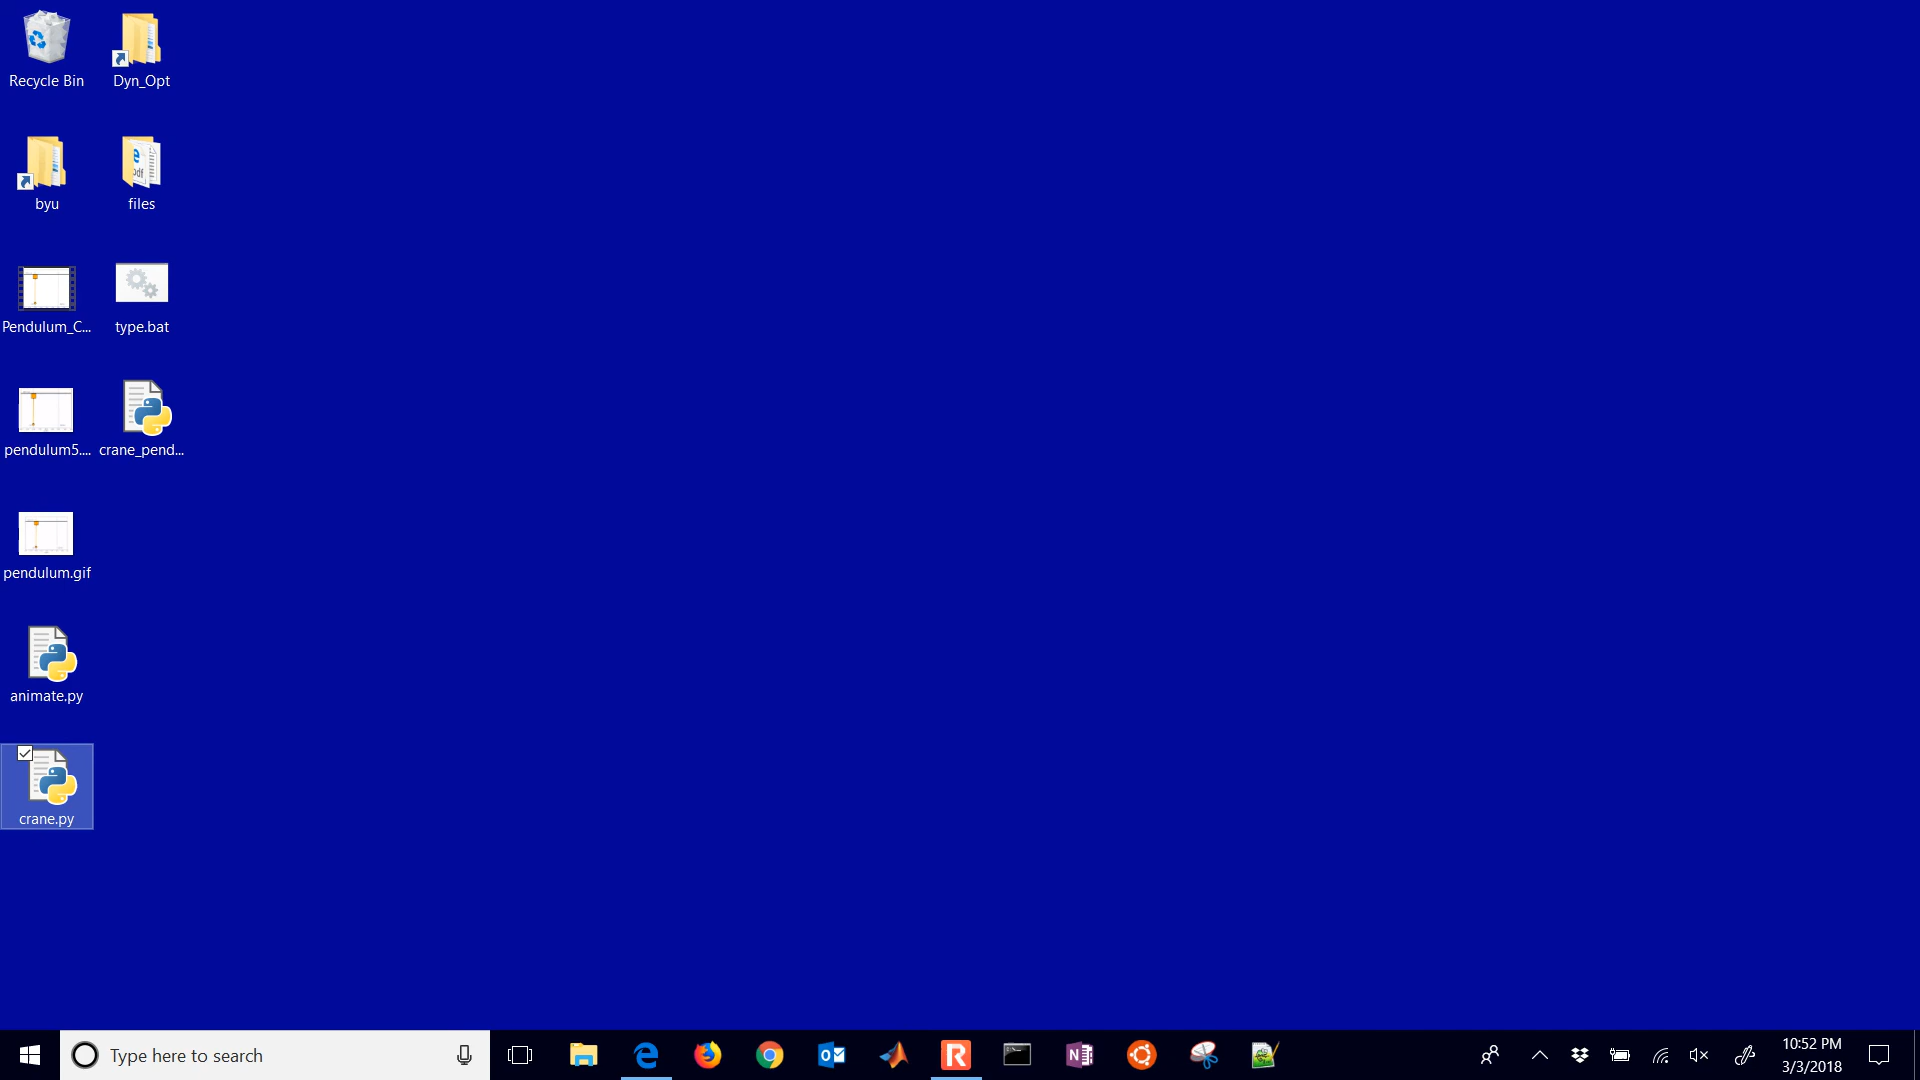 Recycle Bin
Dyn_Opt
byu
files
Pendulum_C...
type.bat
pendulum5....
crane_pend...
pendulum.gif
animate.py
crane.py
Type here to search
10:52 PM
3/3/2018